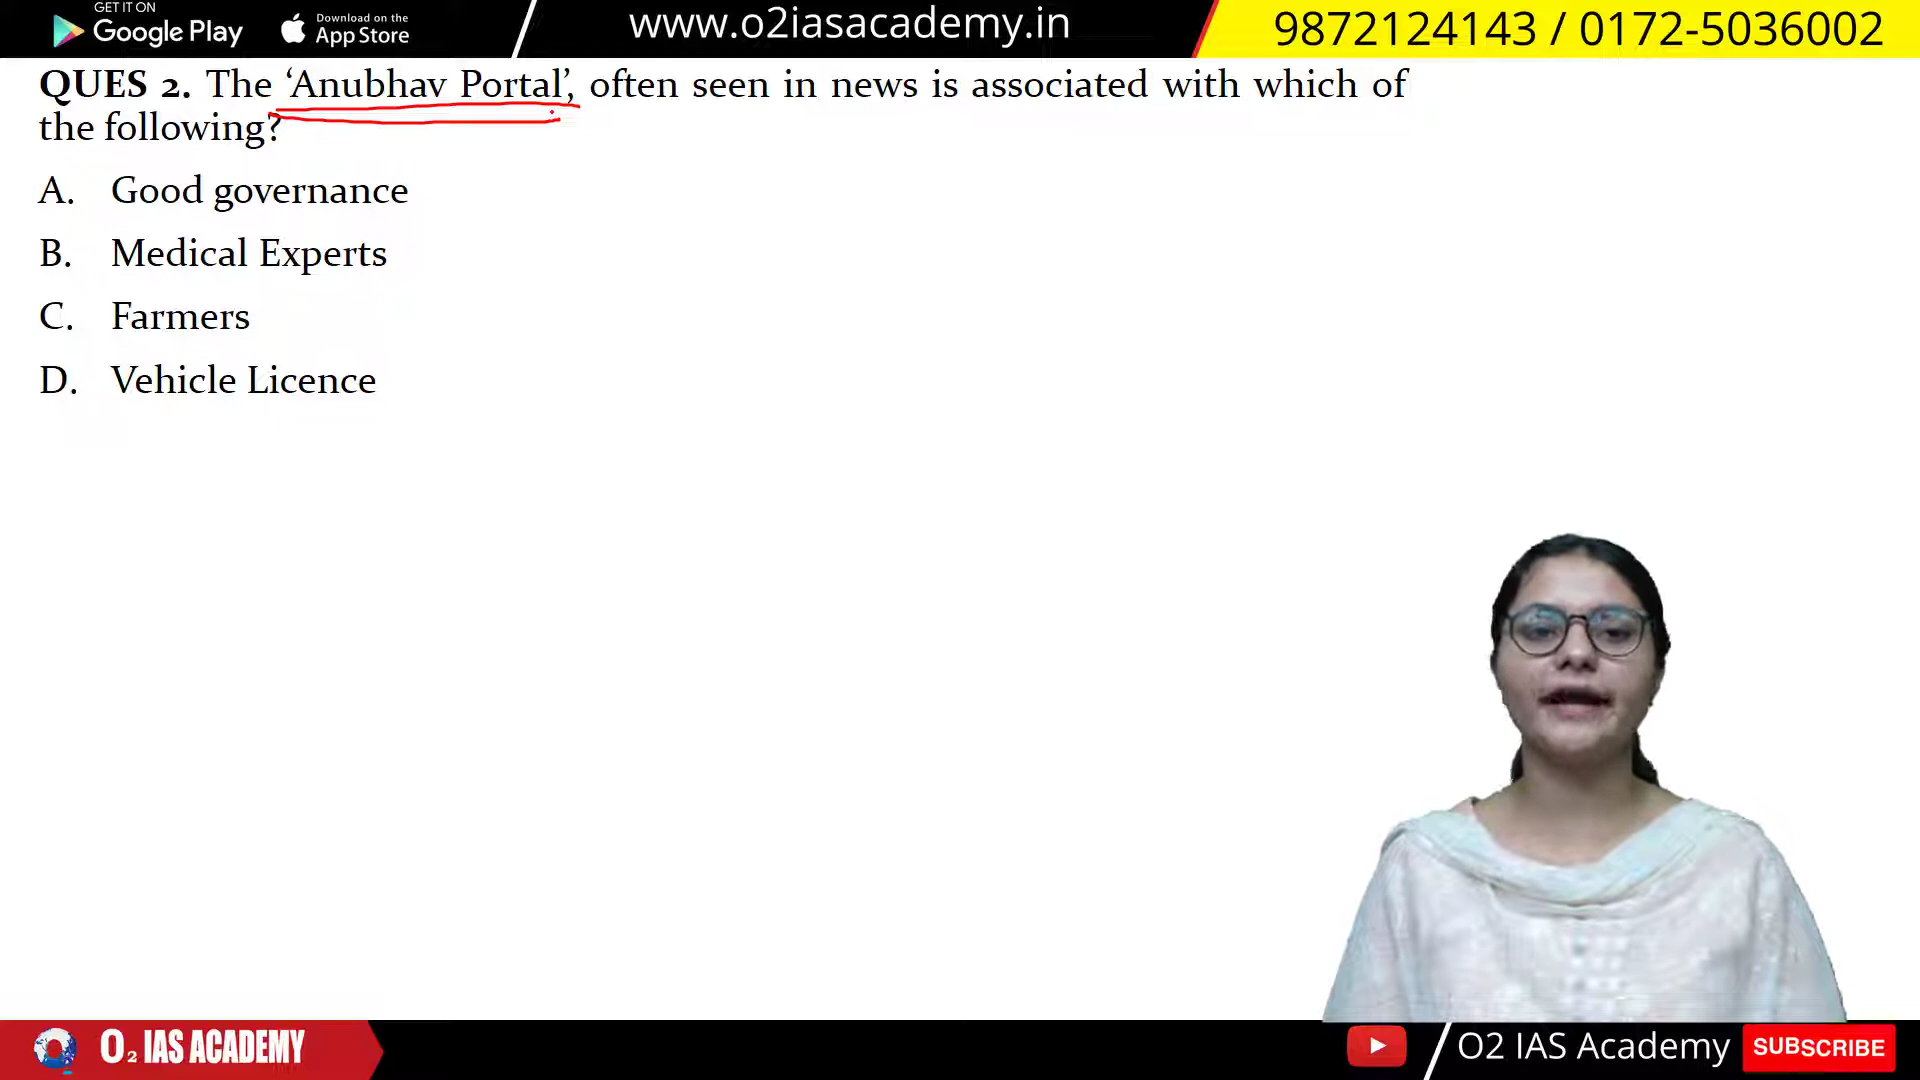 GET IT ON
Google Play
Download on the
App Store
www.o2iasacademy.in
9872124143 / 0172-5036002
QUES 2. The ‘Anubhav Portal’, often seen in news is associated with which of
the following?
A. Good governance
B. Medical Experts
C. Farmers
D. Vehicle Licence
O2 IAS ACADEMY
O2 IAS Academy
SUBSCRIBE